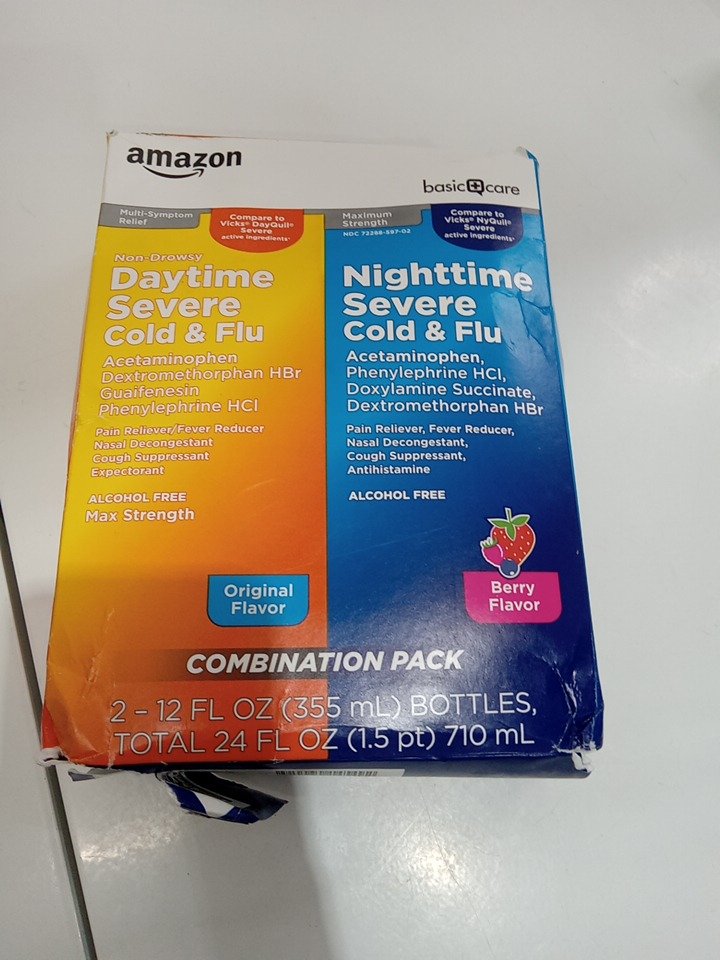 amazon
basic care
Multi-Symptom
Relief
Compare to
Vicks® DayQuil®
Severe
active ingredients*
Non-Drowsy
Daytime
Severe
Cold & Flu
Acetaminophen
Dextromethorphan HBr
Guaifenesin
Phenylephrine HCl
Pain Reliever/Fever Reducer
Nasal Decongestant
Cough Suppressant
Expectorant
ALCOHOL FREE
Max Strength
Original
Flavor
Maximum
Strength
NDC 72288-597-02
Compare to
Vicks® NyQuil®
Severe
active ingredients*
Nighttime
Severe
Cold & Flu
Acetaminophen,
Phenylephrine HCl,
Doxylamine Succinate,
Dextromethorphan HBr
Pain Reliever, Fever Reducer,
Nasal Decongestant,
Cough Suppressant,
Antihistamine
ALCOHOL FREE
Berry
Flavor
COMBINATION PACK
2 – 12 FL OZ (355 mL) BOTTLES,
TOTAL 24 FL OZ (1.5 pt) 710 mL